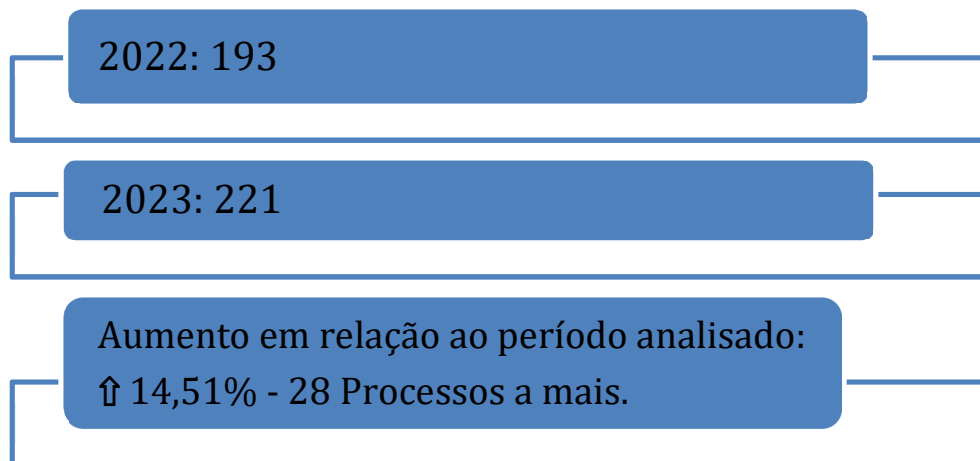 2022: 193
2023: 221
Aumento em relação ao período analisado:
⇧ 14,51% - 28 Processos a mais.